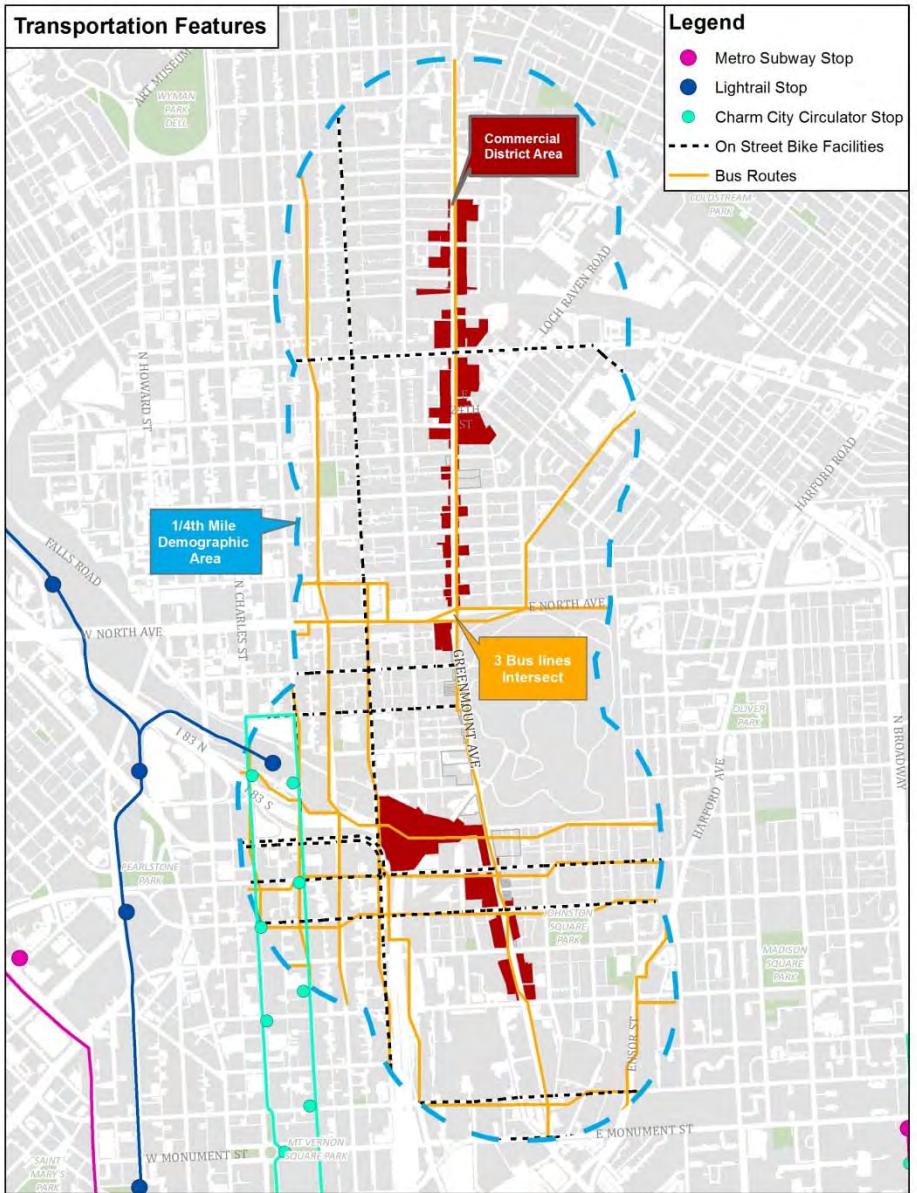 Transportation Features
Legend
Metro Subway Stop
Lightrail Stop
Charm City Circulator Stop
On Street Bike Facilities
Bus Routes
ART MUSEUM
WYMAN
PARK
DELL
Commercial
District Area
COLDSTREAM
PARK
LOCH RAVEN ROAD
N HOWARD ST
E
24TH
ST
HARFORD ROAD
1/4th Mile
Demographic
Area
FALLS ROAD
N CHARLES ST
E NORTH AVE
W NORTH AVE
3 Bus lines
Intersect
GREENMOUNT AVE
OLIVER
PARK
N BROADWAY
I 83 N
I 83 S
HARFORD AVE
PEARLSTONE
PARK
JOHNSTON
SQUARE
PARK
MADISON
SQUARE
PARK
ENSOR ST
E MONUMENT ST
W MONUMENT ST
MT VERNON
SQUARE PARK
SAINT
MARY'S
PARK